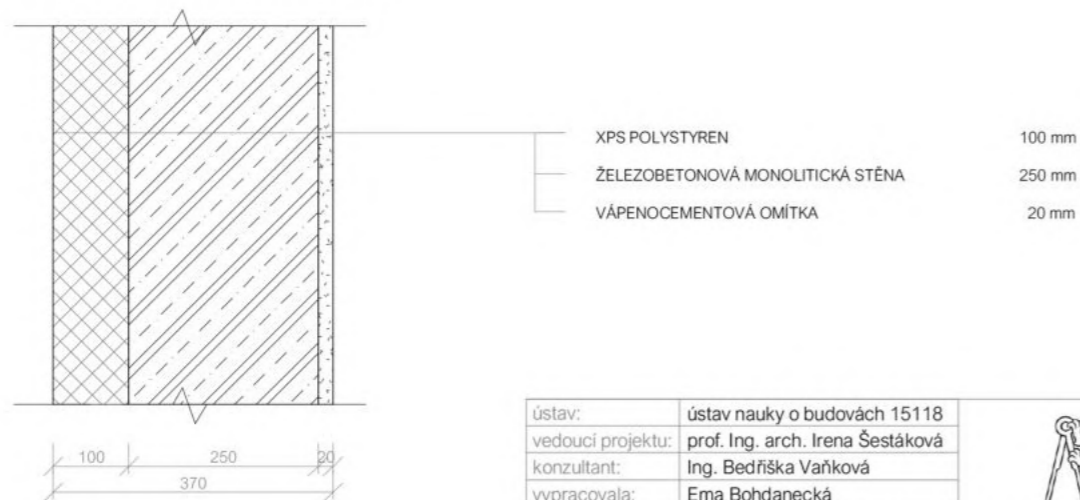 XPS POLYSTYREN 100 mm
ŽELEZOBETONOVÁ MONOLITICKÁ STĚNA 250 mm
VÁPENOCEMENTOVÁ OMÍTKA 20 mm
100 250 20
370
ústav: ústav nauky o budovách 15118
vedoucí projektu: prof. Ing. arch. Irena Šestáková
konzultant: Ing. Bedřiška Vaňková
vypracovala: Ema Bohdanecká